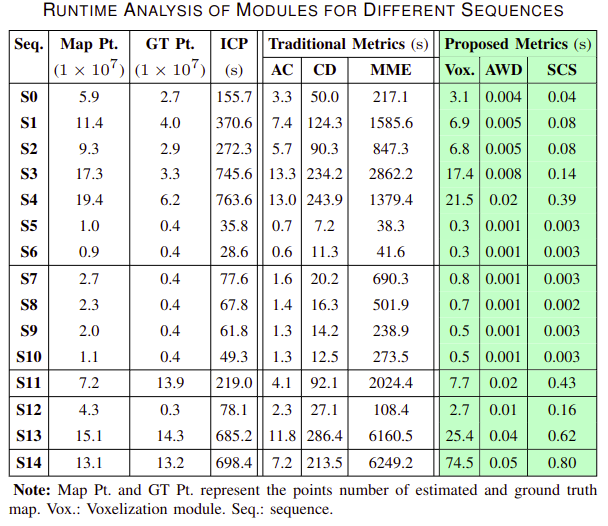 RUNTIME ANALYSIS OF MODULES FOR DIFFERENT SEQUENCES
Seq. Map Pt. GT Pt. ICP Traditional Metrics (s) Proposed Metrics (s)
(1 × 10^7) (1 × 10^7) (s) AC CD MME Vox. AWD SCS
S0 5.9 2.7 155.7 3.3 50.0 217.1 3.1 0.004 0.04
S1 11.4 4.0 370.6 7.4 124.3 1585.6 6.9 0.005 0.08
S2 9.3 2.9 272.3 5.7 90.3 847.3 6.8 0.005 0.08
S3 17.3 3.3 745.6 13.3 234.2 2862.2 17.4 0.008 0.14
S4 19.4 6.2 763.6 13.0 243.9 1379.4 21.5 0.02 0.39
S5 1.0 0.4 35.8 0.7 7.2 38.3 0.3 0.001 0.003
S6 0.9 0.4 28.6 0.6 11.3 41.6 0.3 0.001 0.003
S7 2.7 0.4 77.6 1.6 20.2 690.3 0.8 0.001 0.003
S8 2.3 0.4 67.8 1.4 16.3 501.9 0.7 0.001 0.002
S9 2.0 0.4 61.8 1.3 14.2 238.9 0.5 0.001 0.003
S10 1.1 0.4 49.3 1.3 12.5 273.5 0.5 0.001 0.003
S11 7.2 13.9 219.0 4.1 92.1 2024.4 7.7 0.02 0.43
S12 4.3 0.3 78.1 2.3 27.1 108.4 2.7 0.01 0.16
S13 15.1 14.3 685.2 11.8 286.4 6160.5 25.4 0.04 0.62
S14 13.1 13.2 698.4 7.2 213.5 6249.2 74.5 0.05 0.80
Note: Map Pt. and GT Pt. represent the points number of estimated and ground truth
map. Vox.: Voxelization module. Seq.: sequence.